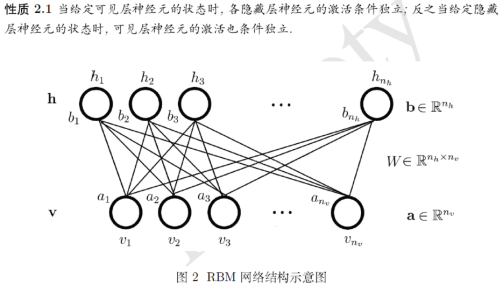 性质 2.1 当给定可见层神经元的状态时, 各隐藏层神经元的激活条件独立; 反之当给定隐藏
层神经元的状态时, 可见层神经元的激活也条件独立.
h₁ h₂ h₃ h_{n_h}
h ··· b ∈ ℝ^{n_h}
b₁ b₂ b₃ b_{n_h}
W ∈ ℝ^{n_h×n_v}
a₁ a₂ a₃ a_{n_v}
v ··· a ∈ ℝ^{n_v}
v₁ v₂ v₃ v_{n_v}
图 2 RBM 网络结构示意图